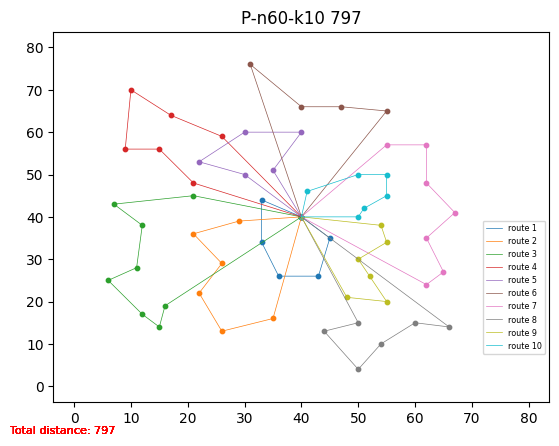 P-n60-k10 797
80
70
60
50
40
30
20
10
0
route 1
route 2
route 3
route 4
route 5
route 6
route 7
route 8
route 9
route 10
0 10 20 30 40 50 60 70 80
Total distance: 797